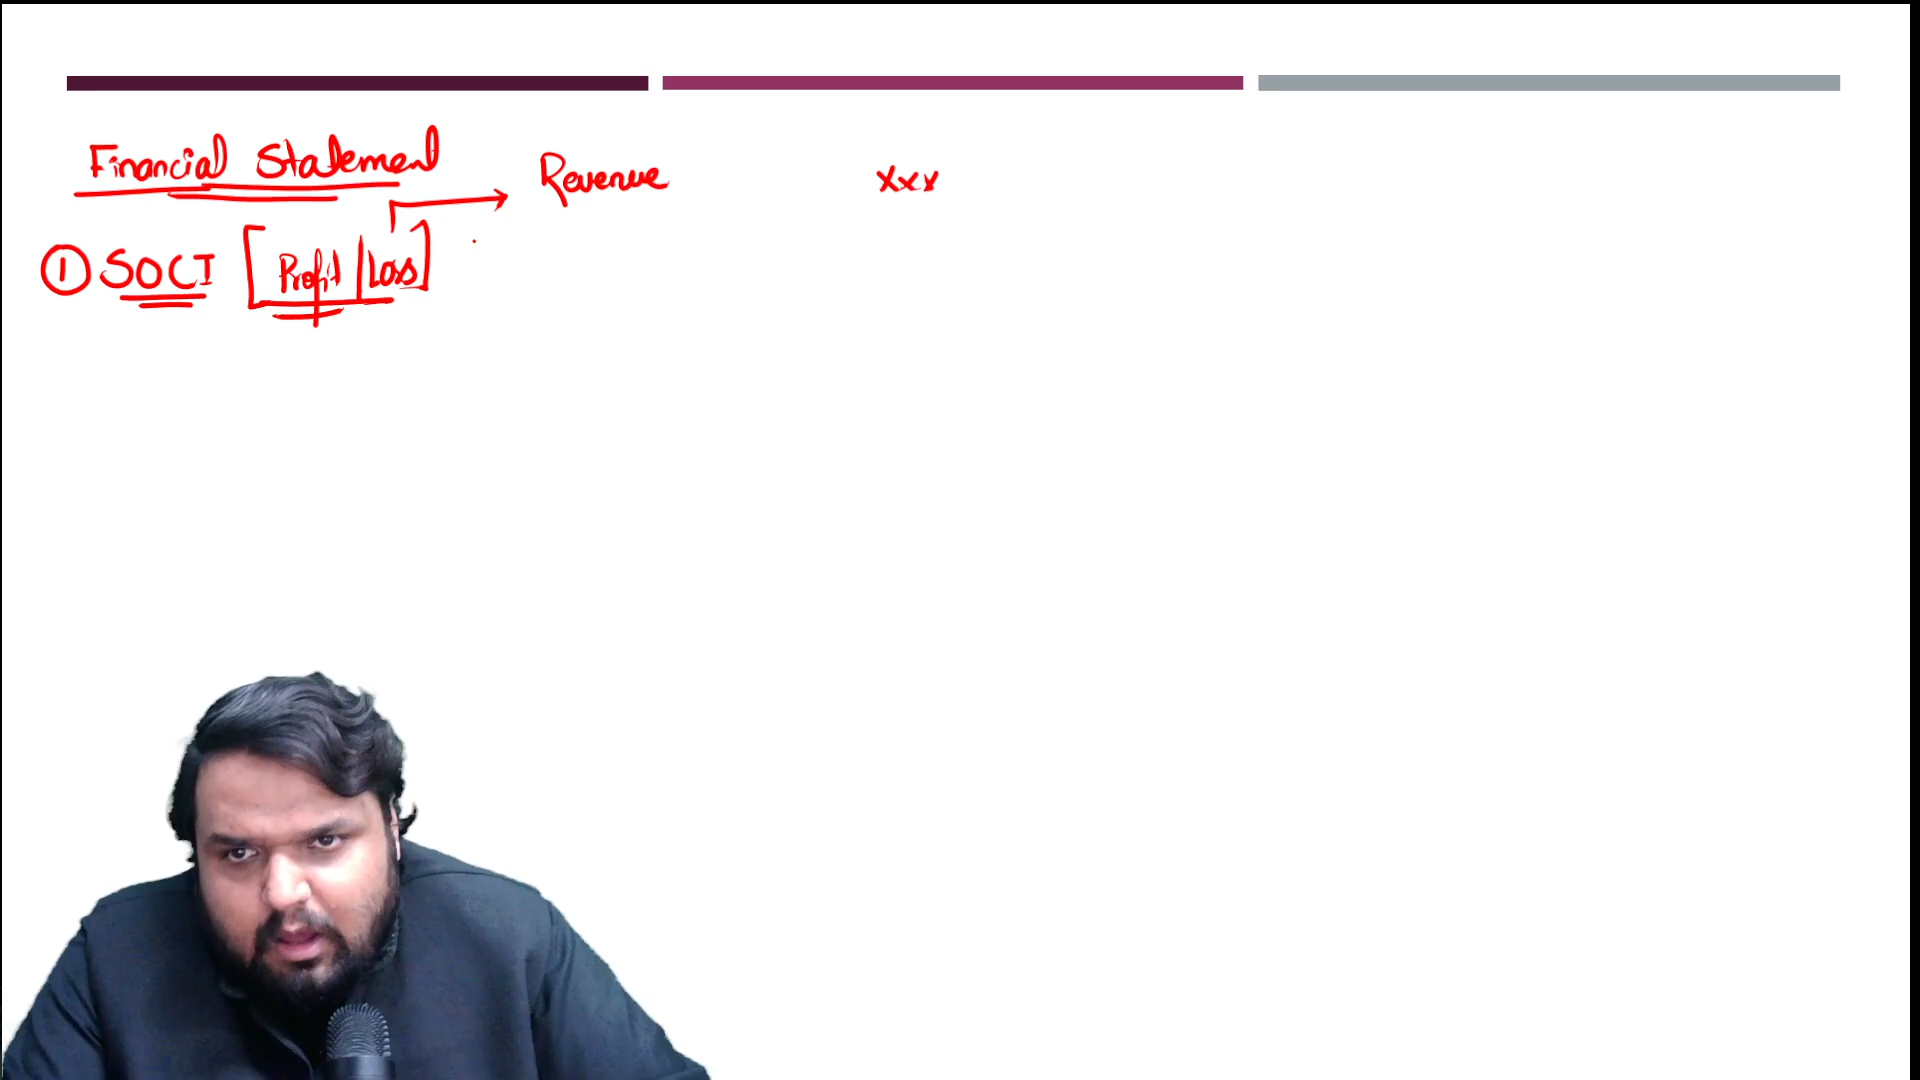 Financial Statement
Revenue xxx
① SOCI [Profit|Loss]